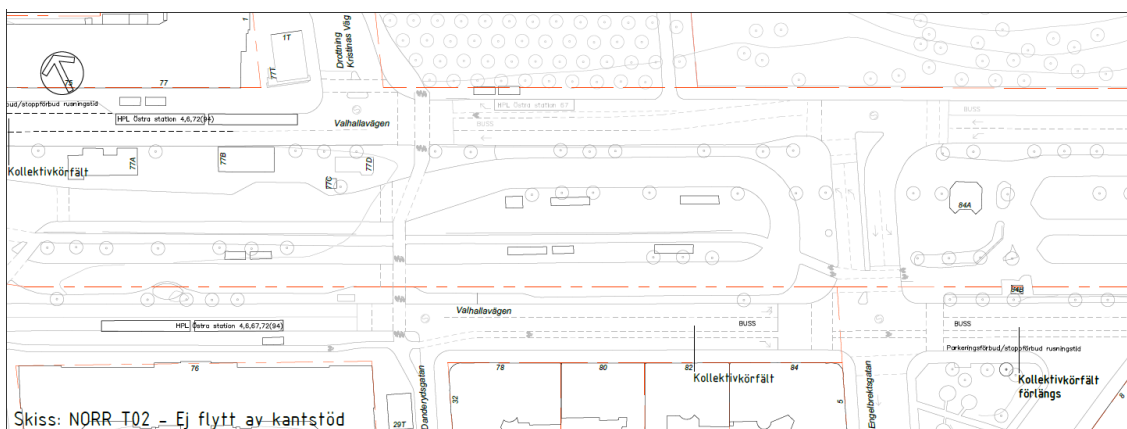 1
1T
77T
Drottning
Kristinas Väg
75
77
bud/stoppförbud rusningstid
HPL Östra station 4,6,72(94)
Valhallavägen
HPL Östra station 67
BUSS
BUSS
Kollektivkörfält
77A
77B
77C
77D
84A
84B
Valhallavägen
HPL Östra station 4,6,67,72(94)
BUSS
BUSS
Parkeringsförbud/stoppförbud rusningstid
76
78
80
82
84
Kollektivkörfält
Kollektivkörfält
förlängs
32
5
8
Danderydsgatan
Engelbrektsgatan
29T
Skiss: NORR T02 - Ej flytt av kantstöd